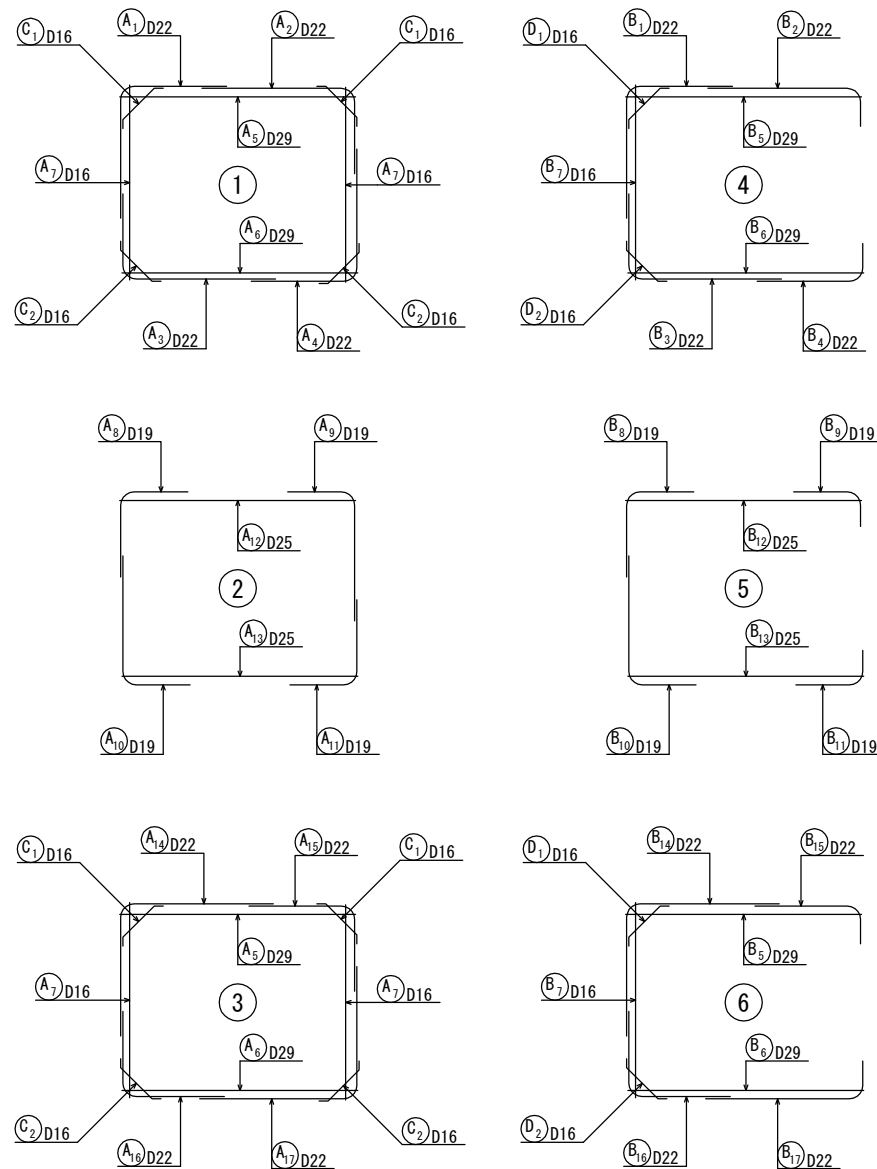 C1 D16
A1 D22
A2 D22
C1 D16
A5 D29
A7 D16
1
A7 D16
A6 D29
C2 D16
A3 D22
A4 D22
C2 D16
D1 D16
B1 D22
B2 D22
B5 D29
B7 D16
4
B6 D29
D2 D16
B3 D22
B4 D22
A8 D19
A9 D19
A12 D25
2
A13 D25
A10 D19
A11 D19
B8 D19
B9 D19
B12 D25
5
B13 D25
B10 D19
B11 D19
C1 D16
A14 D22
A15 D22
C1 D16
A5 D29
A7 D16
3
A7 D16
A6 D29
C2 D16
A16 D22
A17 D22
C2 D16
D1 D16
B14 D22
B15 D22
B5 D29
B7 D16
6
B6 D29
D2 D16
B16 D22
B17 D22